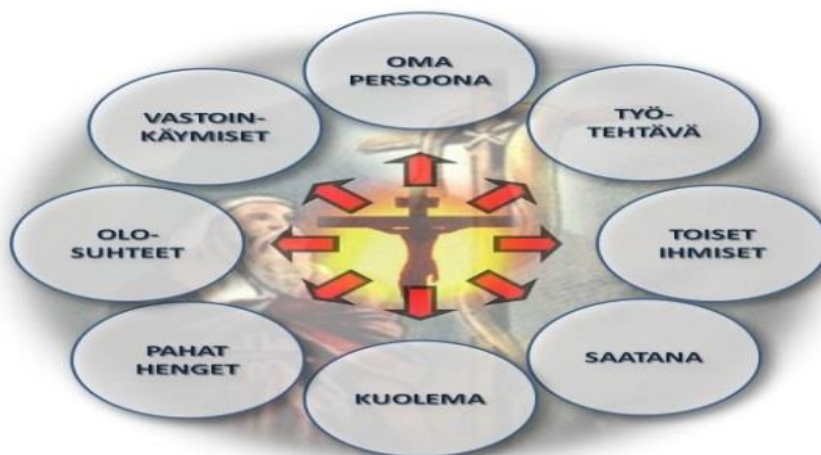 OMA
PERSOONA
VASTOIN-
KÄYMISET
TYÖ-
TEHTÄVÄ
OLO-
SUHTEET
TOISET
IHMISET
PAHAT
HENGET
SAATANA
KUOLEMA